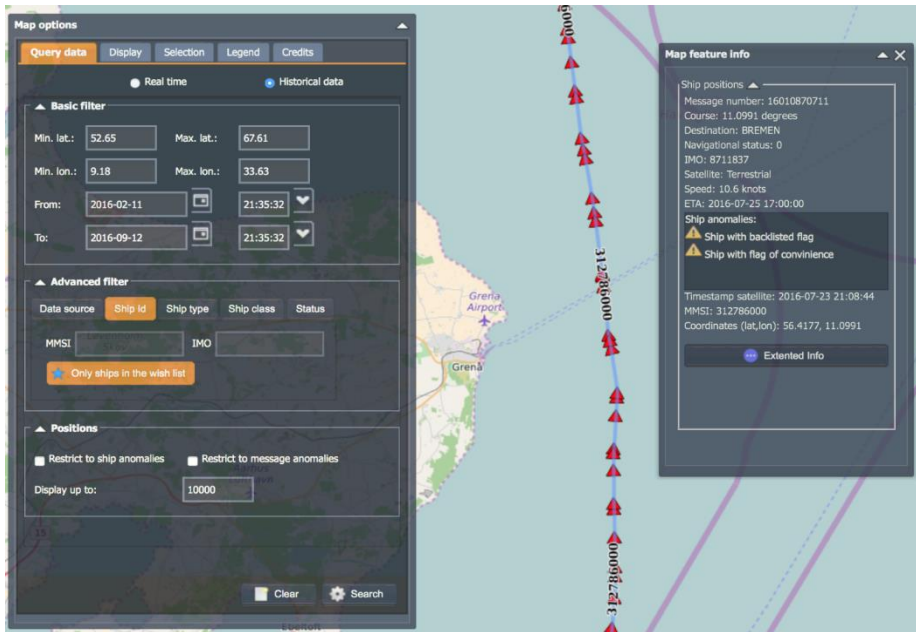 Map options
Query data Display Selection Legend Credits
Real time Historical data
Basic filter
Min. lat.: 52.65 Max. lat.: 67.61
Min. lon.: 9.18 Max. lon.: 33.63
From: 2016-02-11 21:35:32
To: 2016-09-12 21:35:32
Advanced filter
Data source Ship Id Ship type Ship class Status
MMSI IMO
Only ships in the wish list
Positions
Restrict to ship anomalies Restrict to message anomalies
Display up to: 10000
Clear Search
6000
312786000
312786000
Grena
Airport
Grenå
Ebeltoft
Map feature info
Ship positions
Message number: 16010870711
Course: 11.0991 degrees
Destination: BREMEN
Navigational status: 0
IMO: 8711837
Satellite: Terrestrial
Speed: 10.6 knots
ETA: 2016-07-25 17:00:00
Ship anomalies:
Ship with backlisted flag
Ship with flag of convinience
Timestamp satellite: 2016-07-23 21:08:44
MMSI: 312786000
Coordinates (lat,lon): 56.4177, 11.0991
Extented Info